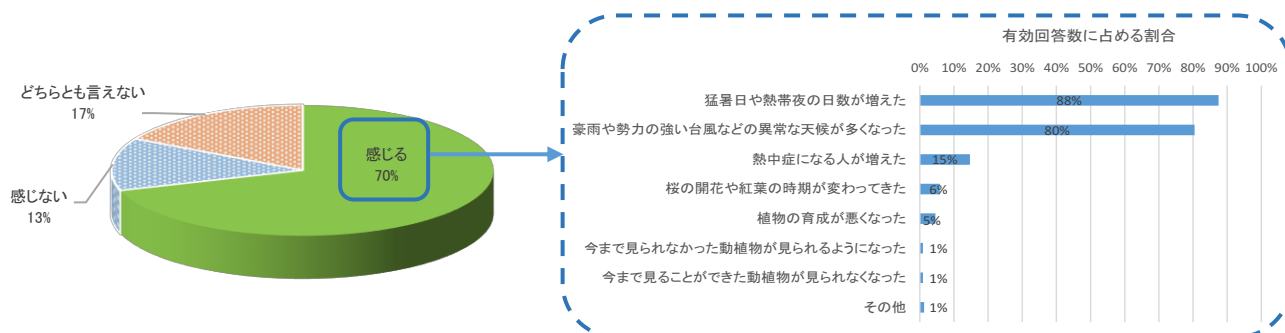 どちらとも言えない
17%
感じない
13%
感じる
70%
有効回答数に占める割合
0% 10% 20% 30% 40% 50% 60% 70% 80% 90% 100%
猛暑日や熱帯夜の日数が増えた 88%
豪雨や勢力の強い台風などの異常な天候が多くなった 80%
熱中症になる人が増えた 15%
桜の開花や紅葉の時期が変わってきた 6%
植物の育成が悪くなった 5%
今まで見られなかった動植物が見られるようになった 1%
今まで見ることができた動植物が見られなくなった 1%
その他 1%